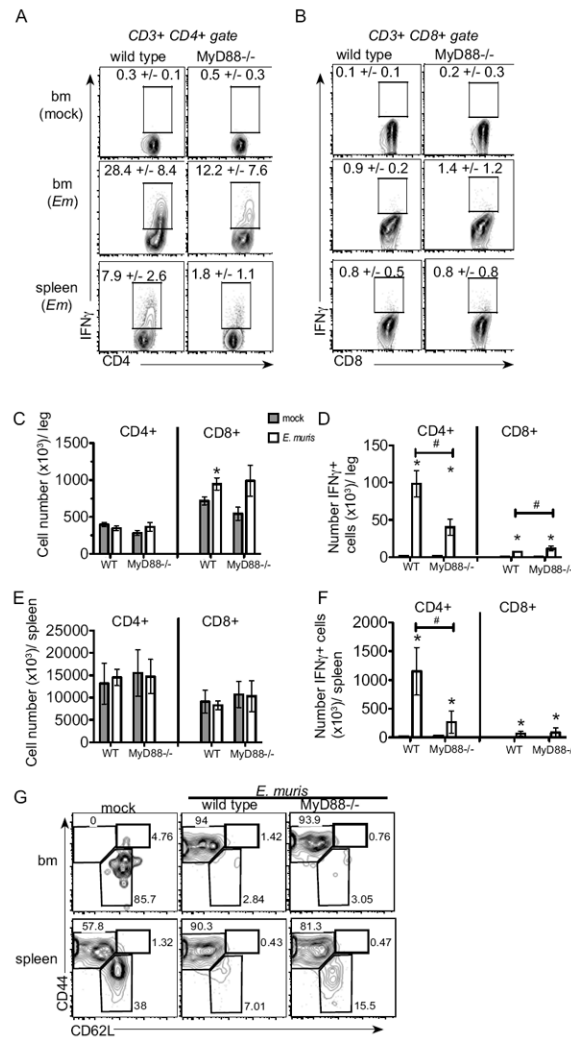 A
CD3+ CD4+ gate
wild type MyD88-/-
bm
(mock)
0.3 +/- 0.1 0.5 +/- 0.3
bm
(Em)
28.4 +/- 8.4 12.2 +/- 7.6
spleen
(Em)
7.9 +/- 2.6 1.8 +/- 1.1
IFNγ
CD4
B
CD3+ CD8+ gate
wild type MyD88-/-
0.1 +/- 0.1 0.2 +/- 0.3
0.9 +/- 0.2 1.4 +/- 1.2
0.8 +/- 0.5 0.8 +/- 0.8
IFNγ
CD8
C
CD4+ CD8+
mock
E. muris
Cell number (x10³)/ leg
1500
1000
500
0
*
WT MyD88-/- WT MyD88-/-
D
CD4+ CD8+
Number IFNγ+
cells (x10³)/ leg
150
100
50
0
# #
* * * *
WT MyD88-/- WT MyD88-/-
E
CD4+ CD8+
Cell number (x10³)/ spleen
25000
20000
15000
10000
5000
0
WT MyD88-/- WT MyD88-/-
F
CD4+ CD8+
Number IFNγ+ cells
(x10³)/ spleen
2000
1500
1000
500
0
#
* * * *
WT MyD88-/- WT MyD88-/-
G
E. muris
mock wild type MyD88-/-
bm
0 94 93.9
4.76 1.42 0.76
85.7 2.84 3.05
spleen
57.8 90.3 81.3
1.32 0.43 0.47
38 7.01 15.5
CD44
CD62L